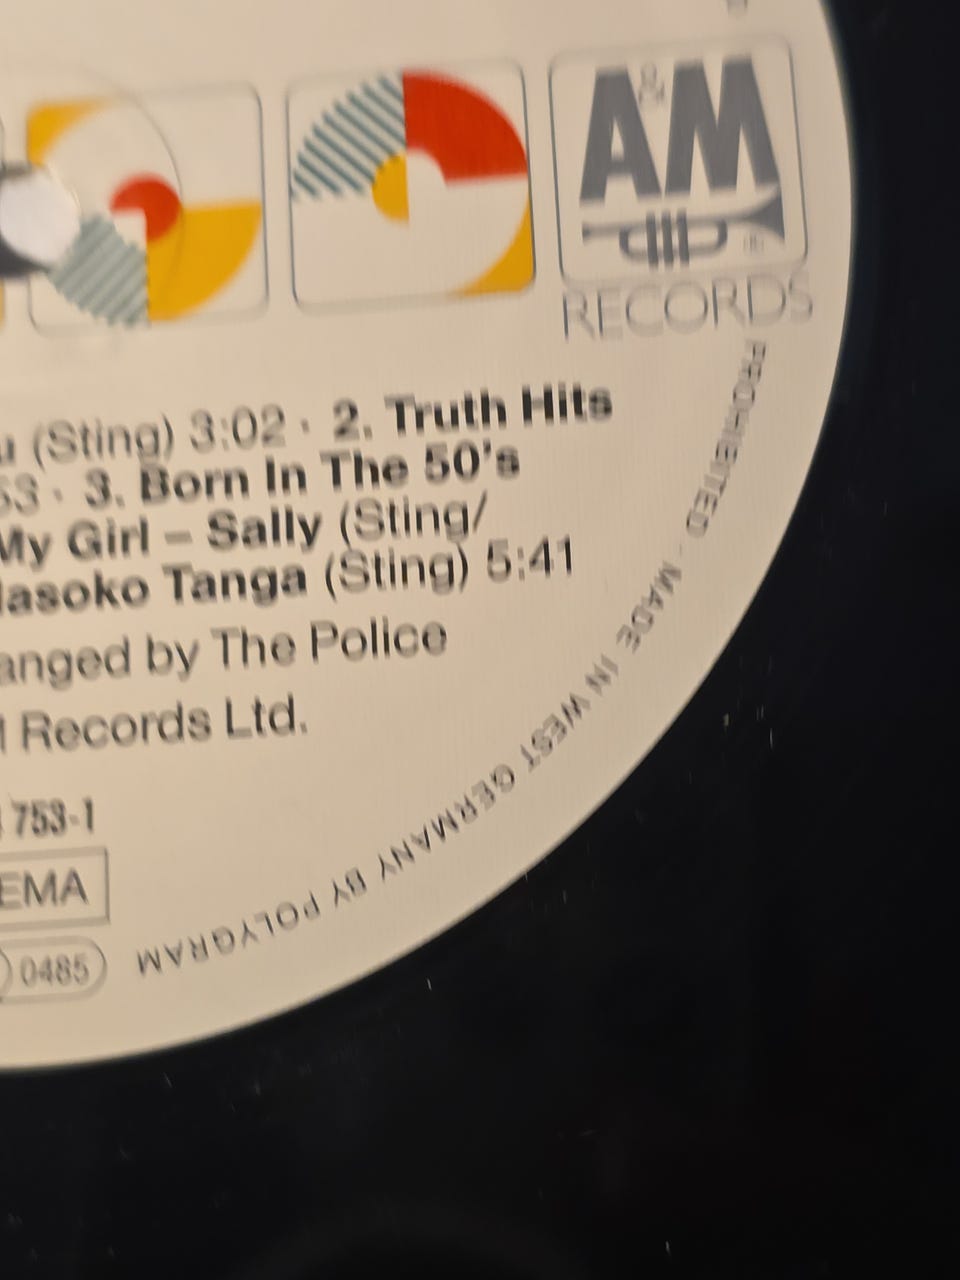 A&M
RECORDS
u (Sting) 3:02 · 2. Truth Hits
53 · 3. Born In The 50's
My Girl – Sally (Sting/
asoko Tanga (Sting) 5:41
anged by The Police
Records Ltd.
753-1
EMA
0485
PROHIBITED · MADE IN WEST GERMANY BY POLYGRAM